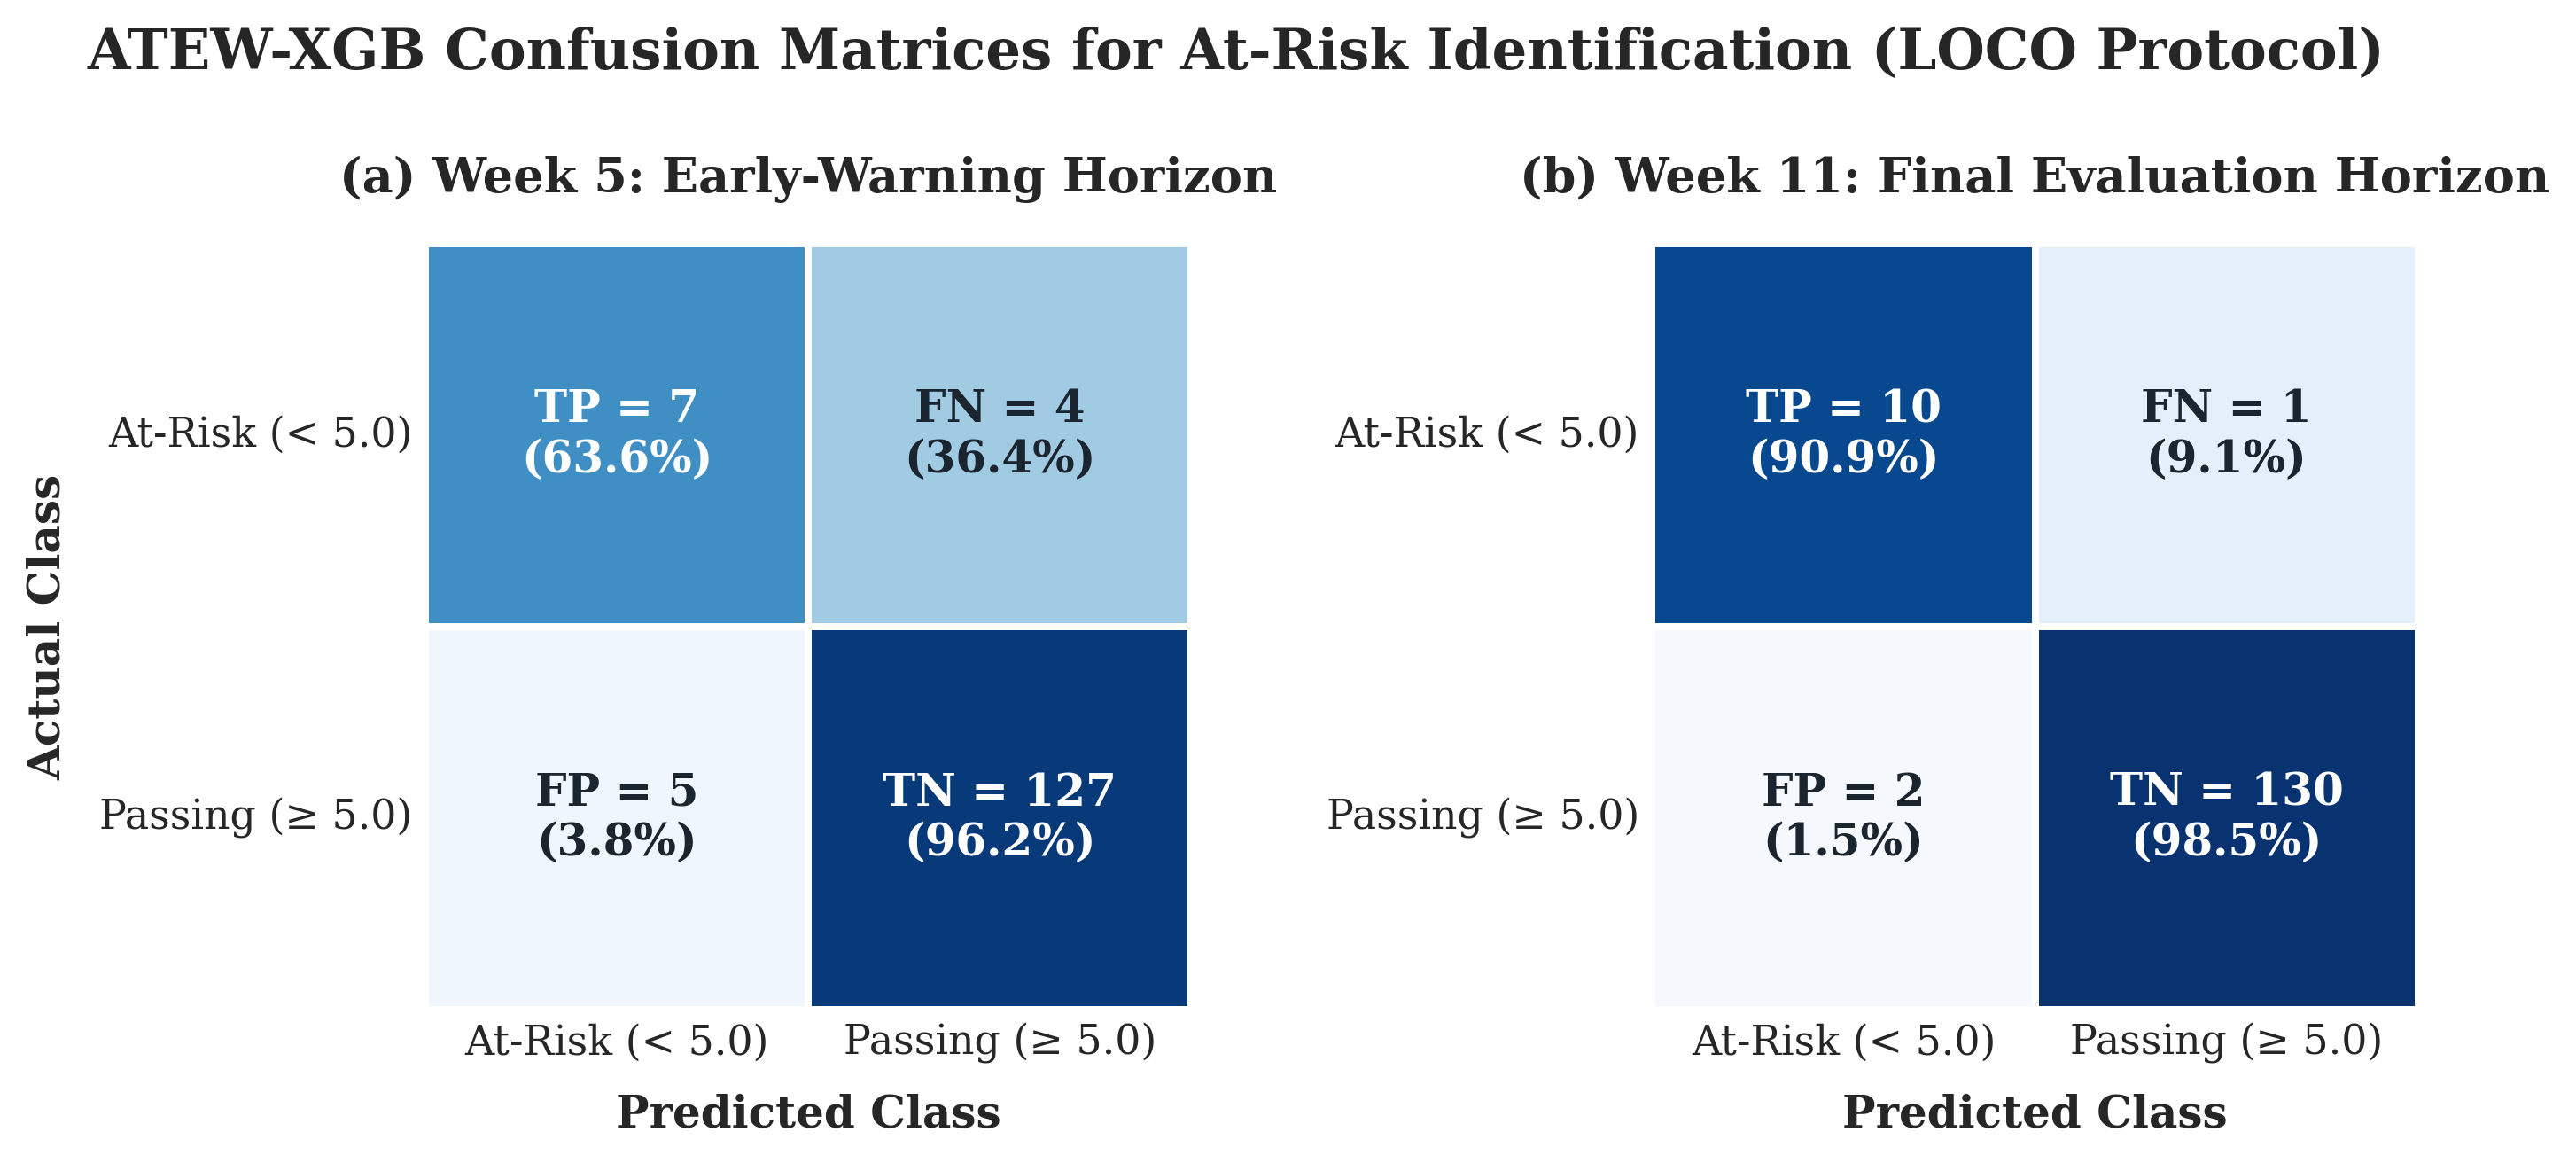 ATEW-XGB Confusion Matrices for At-Risk Identification (LOCO Protocol)
(a) Week 5: Early-Warning Horizon
Actual Class
At-Risk (< 5.0)
TP = 7
(63.6%)
FN = 4
(36.4%)
Passing (≥ 5.0)
FP = 5
(3.8%)
TN = 127
(96.2%)
At-Risk (< 5.0)
Passing (≥ 5.0)
Predicted Class
(b) Week 11: Final Evaluation Horizon
At-Risk (< 5.0)
TP = 10
(90.9%)
FN = 1
(9.1%)
Passing (≥ 5.0)
FP = 2
(1.5%)
TN = 130
(98.5%)
At-Risk (< 5.0)
Passing (≥ 5.0)
Predicted Class